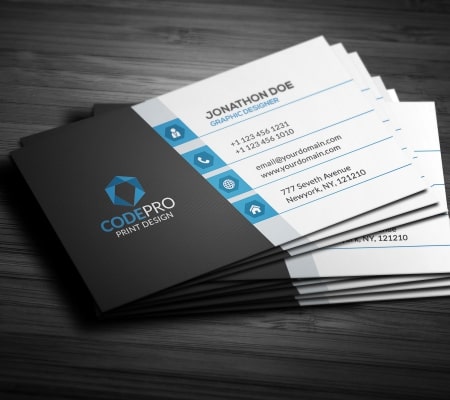 JONATHON DOE
GRAPHIC DESIGNER
+1 123 456 1231
+1 123 456 1010
email@yourdomain.com
www.yourdomain.com
777 Seveth Avenue
Newyork, NY, 121210
CODEPRO
PRINT DESIGN
, NY, 121210